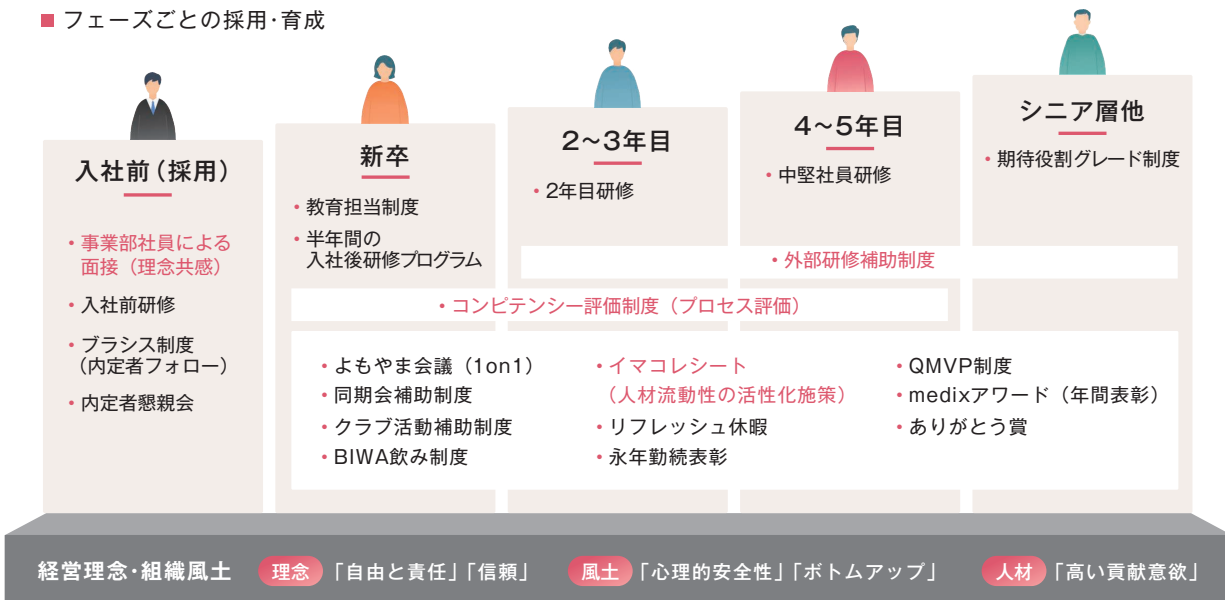 ■ フェーズごとの採用・育成
入社前（採用）
・事業部社員による
面接（理念共感）
・入社前研修
・ブラシス制度
（内定者フォロー）
・内定者懇親会
新卒
・教育担当制度
・半年間の
入社後研修プログラム
2〜3年目
・2年目研修
4〜5年目
・中堅社員研修
シニア層他
・期待役割グレード制度
・外部研修補助制度
・コンピテンシー評価制度（プロセス評価）
・よもやま会議（1on1）
・同期会補助制度
・クラブ活動補助制度
・BIWA飲み制度
・イマコレシート
（人材流動性の活性化施策）
・リフレッシュ休暇
・永年勤続表彰
・QMVP制度
・medixアワード（年間表彰）
・ありがとう賞
経営理念・組織風土 理念 「自由と責任」「信頼」 風土 「心理的安全性」「ボトムアップ」 人材 「高い貢献意欲」